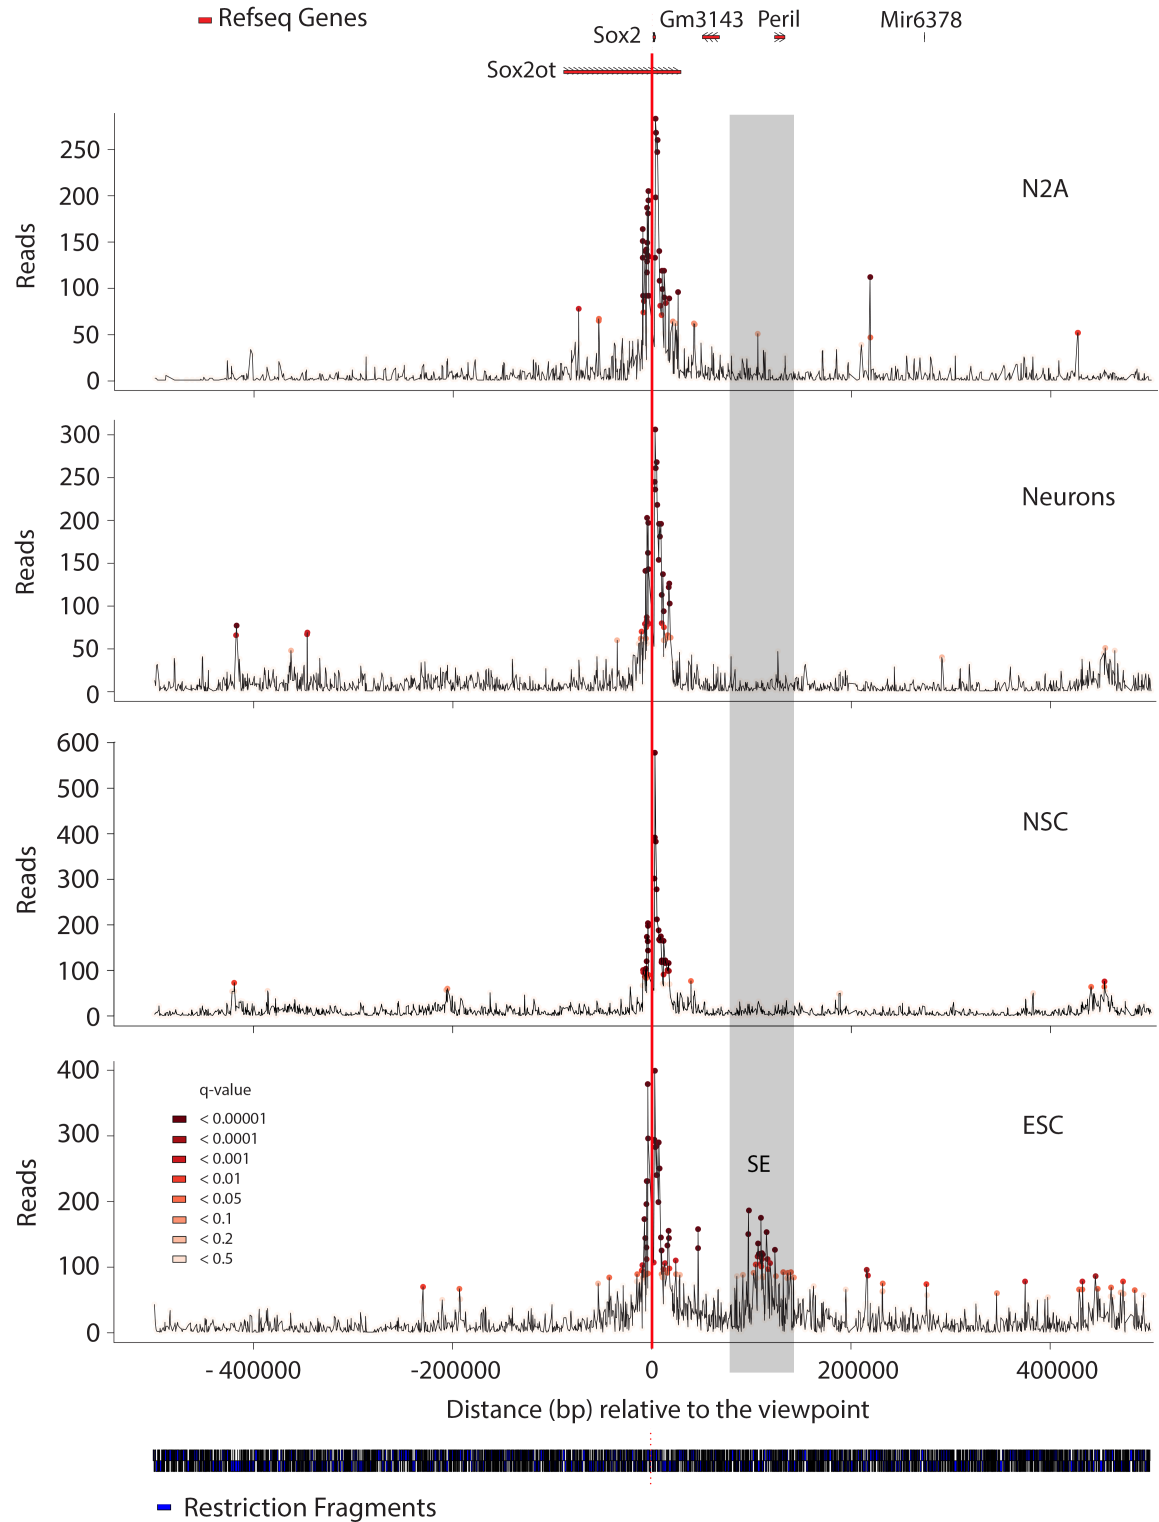 Refseq Genes
Gm3143 Peril Mir6378
Sox2
Sox2ot
250
200
150
100
50
0
Reads
N2A
300
250
200
150
100
50
0
Reads
Neurons
600
500
400
300
200
100
0
Reads
NSC
400
300
200
100
0
Reads
ESC
SE
q-value
< 0.00001
< 0.0001
< 0.001
< 0.01
< 0.05
< 0.1
< 0.2
< 0.5
- 400000 -200000 0 200000 400000
Distance (bp) relative to the viewpoint
Restriction Fragments